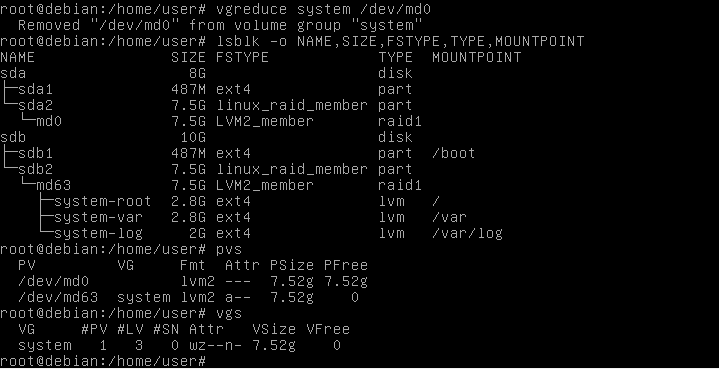 root@debian:/home/user# vgreduce system /dev/md0
  Removed "/dev/md0" from volume group "system"
root@debian:/home/user# lsblk -o NAME,SIZE,FSTYPE,TYPE,MOUNTPOINT
NAME              SIZE FSTYPE            TYPE  MOUNTPOINT
sda                 8G                   disk
├─sda1            487M ext4              part
└─sda2            7.5G linux_raid_member part
  └─md0           7.5G LVM2_member       raid1
sdb                10G                   disk
├─sdb1            487M ext4              part  /boot
└─sdb2            7.5G linux_raid_member part
  └─md63          7.5G LVM2_member       raid1
    ├─system-root 2.8G ext4              lvm   /
    ├─system-var  2.8G ext4              lvm   /var
    └─system-log    2G ext4              lvm   /var/log
root@debian:/home/user# pvs
  PV         VG     Fmt  Attr PSize PFree
  /dev/md0          lvm2 ---  7.52g 7.52g
  /dev/md63  system lvm2 a--  7.52g    0
root@debian:/home/user# vgs
  VG     #PV #LV #SN Attr   VSize VFree
  system   1   3   0 wz--n- 7.52g    0
root@debian:/home/user#